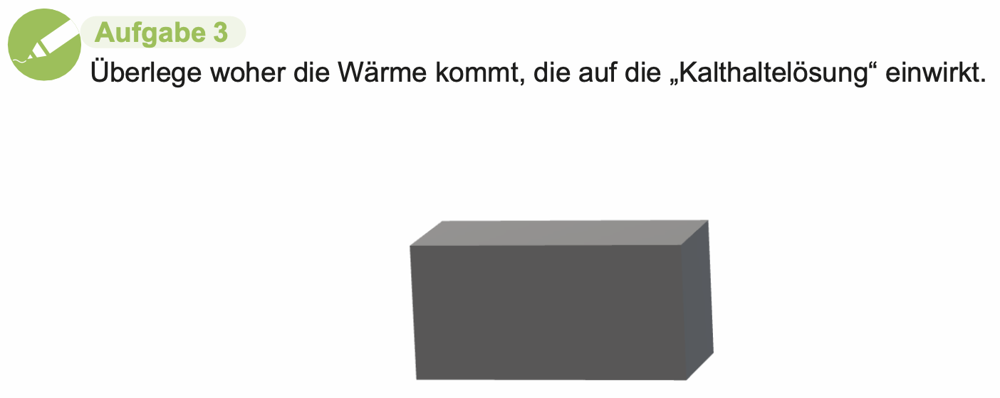 Aufgabe 3
Überlege woher die Wärme kommt, die auf die „Kalthaltelösung“ einwirkt.